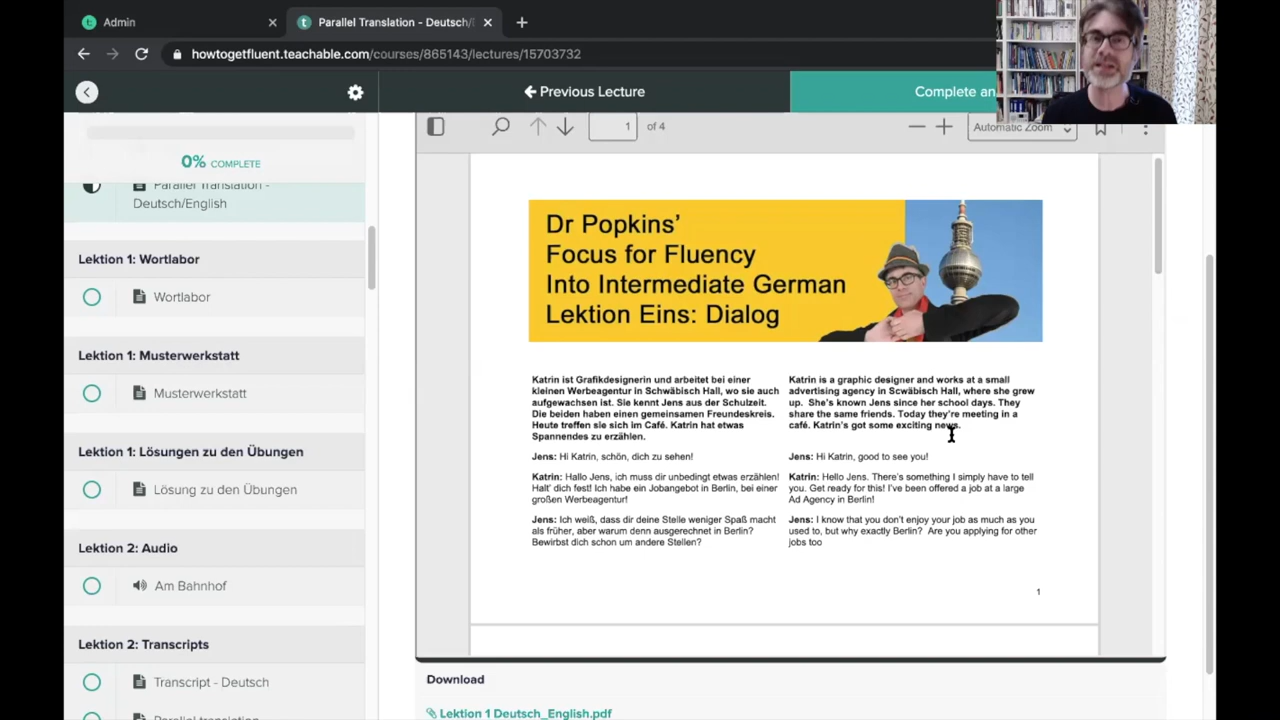 Admin
Parallel Translation - Deutsch/
howtogetfluent.teachable.com/courses/865143/lectures/15703732
Previous Lecture
Complete an
0% COMPLETE
Parallel Translation -
Deutsch/English
Lektion 1: Wortlabor
Wortlabor
Lektion 1: Musterwerkstatt
Musterwerkstatt
Lektion 1: Lösungen zu den Übungen
Lösung zu den Übungen
Lektion 2: Audio
Am Bahnhof
Lektion 2: Transcripts
Transcript - Deutsch
Parallel translation
1 of 4
Automatic Zoom
Dr Popkins'
Focus for Fluency
Into Intermediate German
Lektion Eins: Dialog
Katrin ist Grafikdesignerin und arbeitet bei einer
kleinen Werbeagentur in Schwäbisch Hall, wo sie auch
aufgewachsen ist. Sie kennt Jens aus der Schulzeit.
Die beiden haben einen gemeinsamen Freundeskreis.
Heute treffen sie sich im Café. Katrin hat etwas
Spannendes zu erzählen.
Jens: Hi Katrin, schön, dich zu sehen!
Katrin: Hallo Jens, ich muss dir unbedingt etwas erzählen!
Halt' dich fest! Ich habe ein Jobangebot in Berlin, bei einer
großen Werbeagentur!
Jens: Ich weiß, dass dir deine Stelle weniger Spaß macht
als früher, aber warum denn ausgerechnet in Berlin?
Bewirbst dich schon um andere Stellen?
Katrin is a graphic designer and works at a small
advertising agency in Scwäbisch Hall, where she grew
up. She's known Jens since her school days. They
share the same friends. Today they're meeting in a
café. Katrin's got some exciting news.
Jens: Hi Katrin, good to see you!
Katrin: Hello Jens. There's something I simply have to tell
you. Get ready for this! I've been offered a job at a large
Ad Agency in Berlin!
Jens: I know that you don't enjoy your job as much as you
used to, but why exactly Berlin? Are you applying for other
jobs too
1
Download
Lektion 1 Deutsch_English.pdf